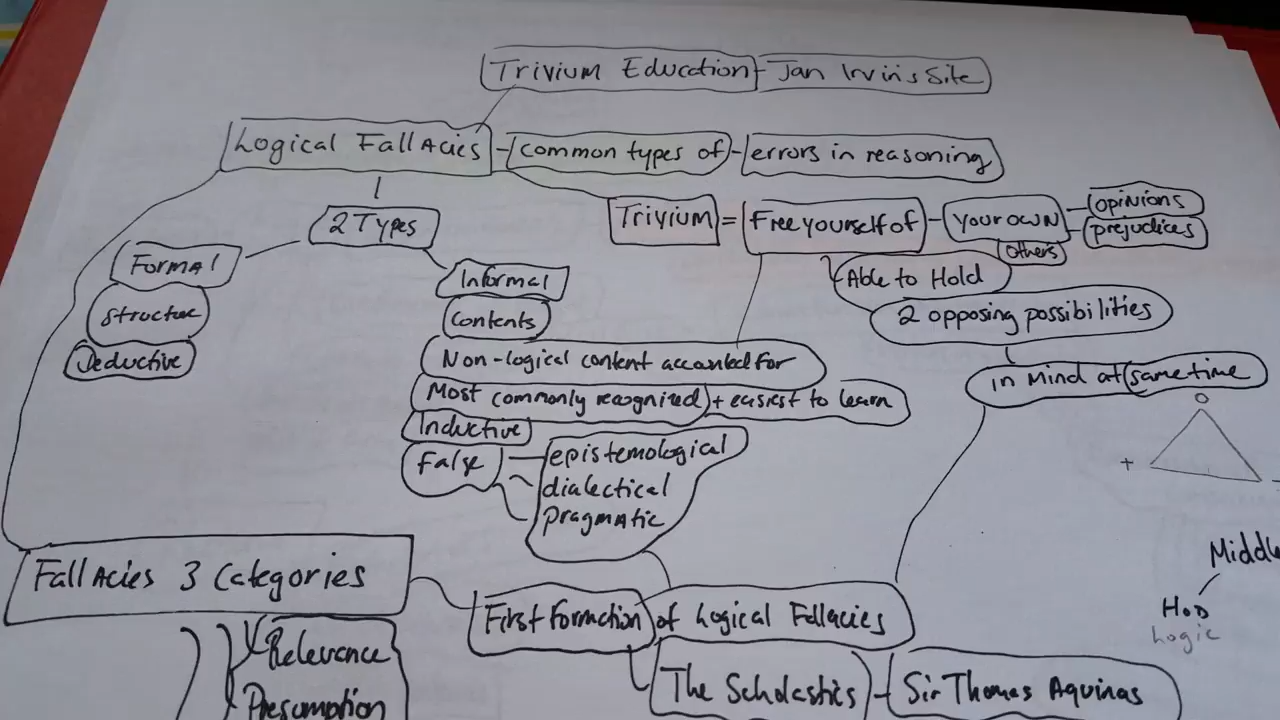 Trivium Education - Jan Irvin's Site
Logical Fallacies - common types of - errors in reasoning
2 Types
Trivium = Free yourself of - your own
opinions
prejudices
others
Formal
Structure
Deductive
Informal
Contents
Non-logical content accounted for
Most commonly recognized + easiest to learn
Inductive
False
epistemological
dialectical
pragmatic
Able to Hold
2 opposing possibilities
in Mind at same time
O
+
-
Middle
HOD
Logic
Fallacies 3 Categories
Relevance
Presumption
First Formation of Logical Fallacies
The Scholastics - Sir Thomas Aquinas